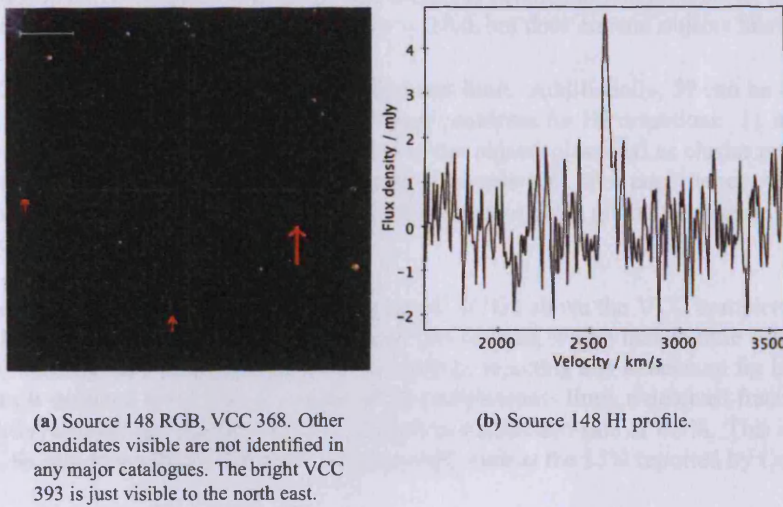 4
3
2
1
0
-1
-2
Flux density / mJy
2000
2500
3000
3500
Velocity / km/s
(a) Source 148 RGB, VCC 368. Other
candidates visible are not identified in
any major catalogues. The bright VCC
393 is just visible to the north east.
(b) Source 148 HI profile.